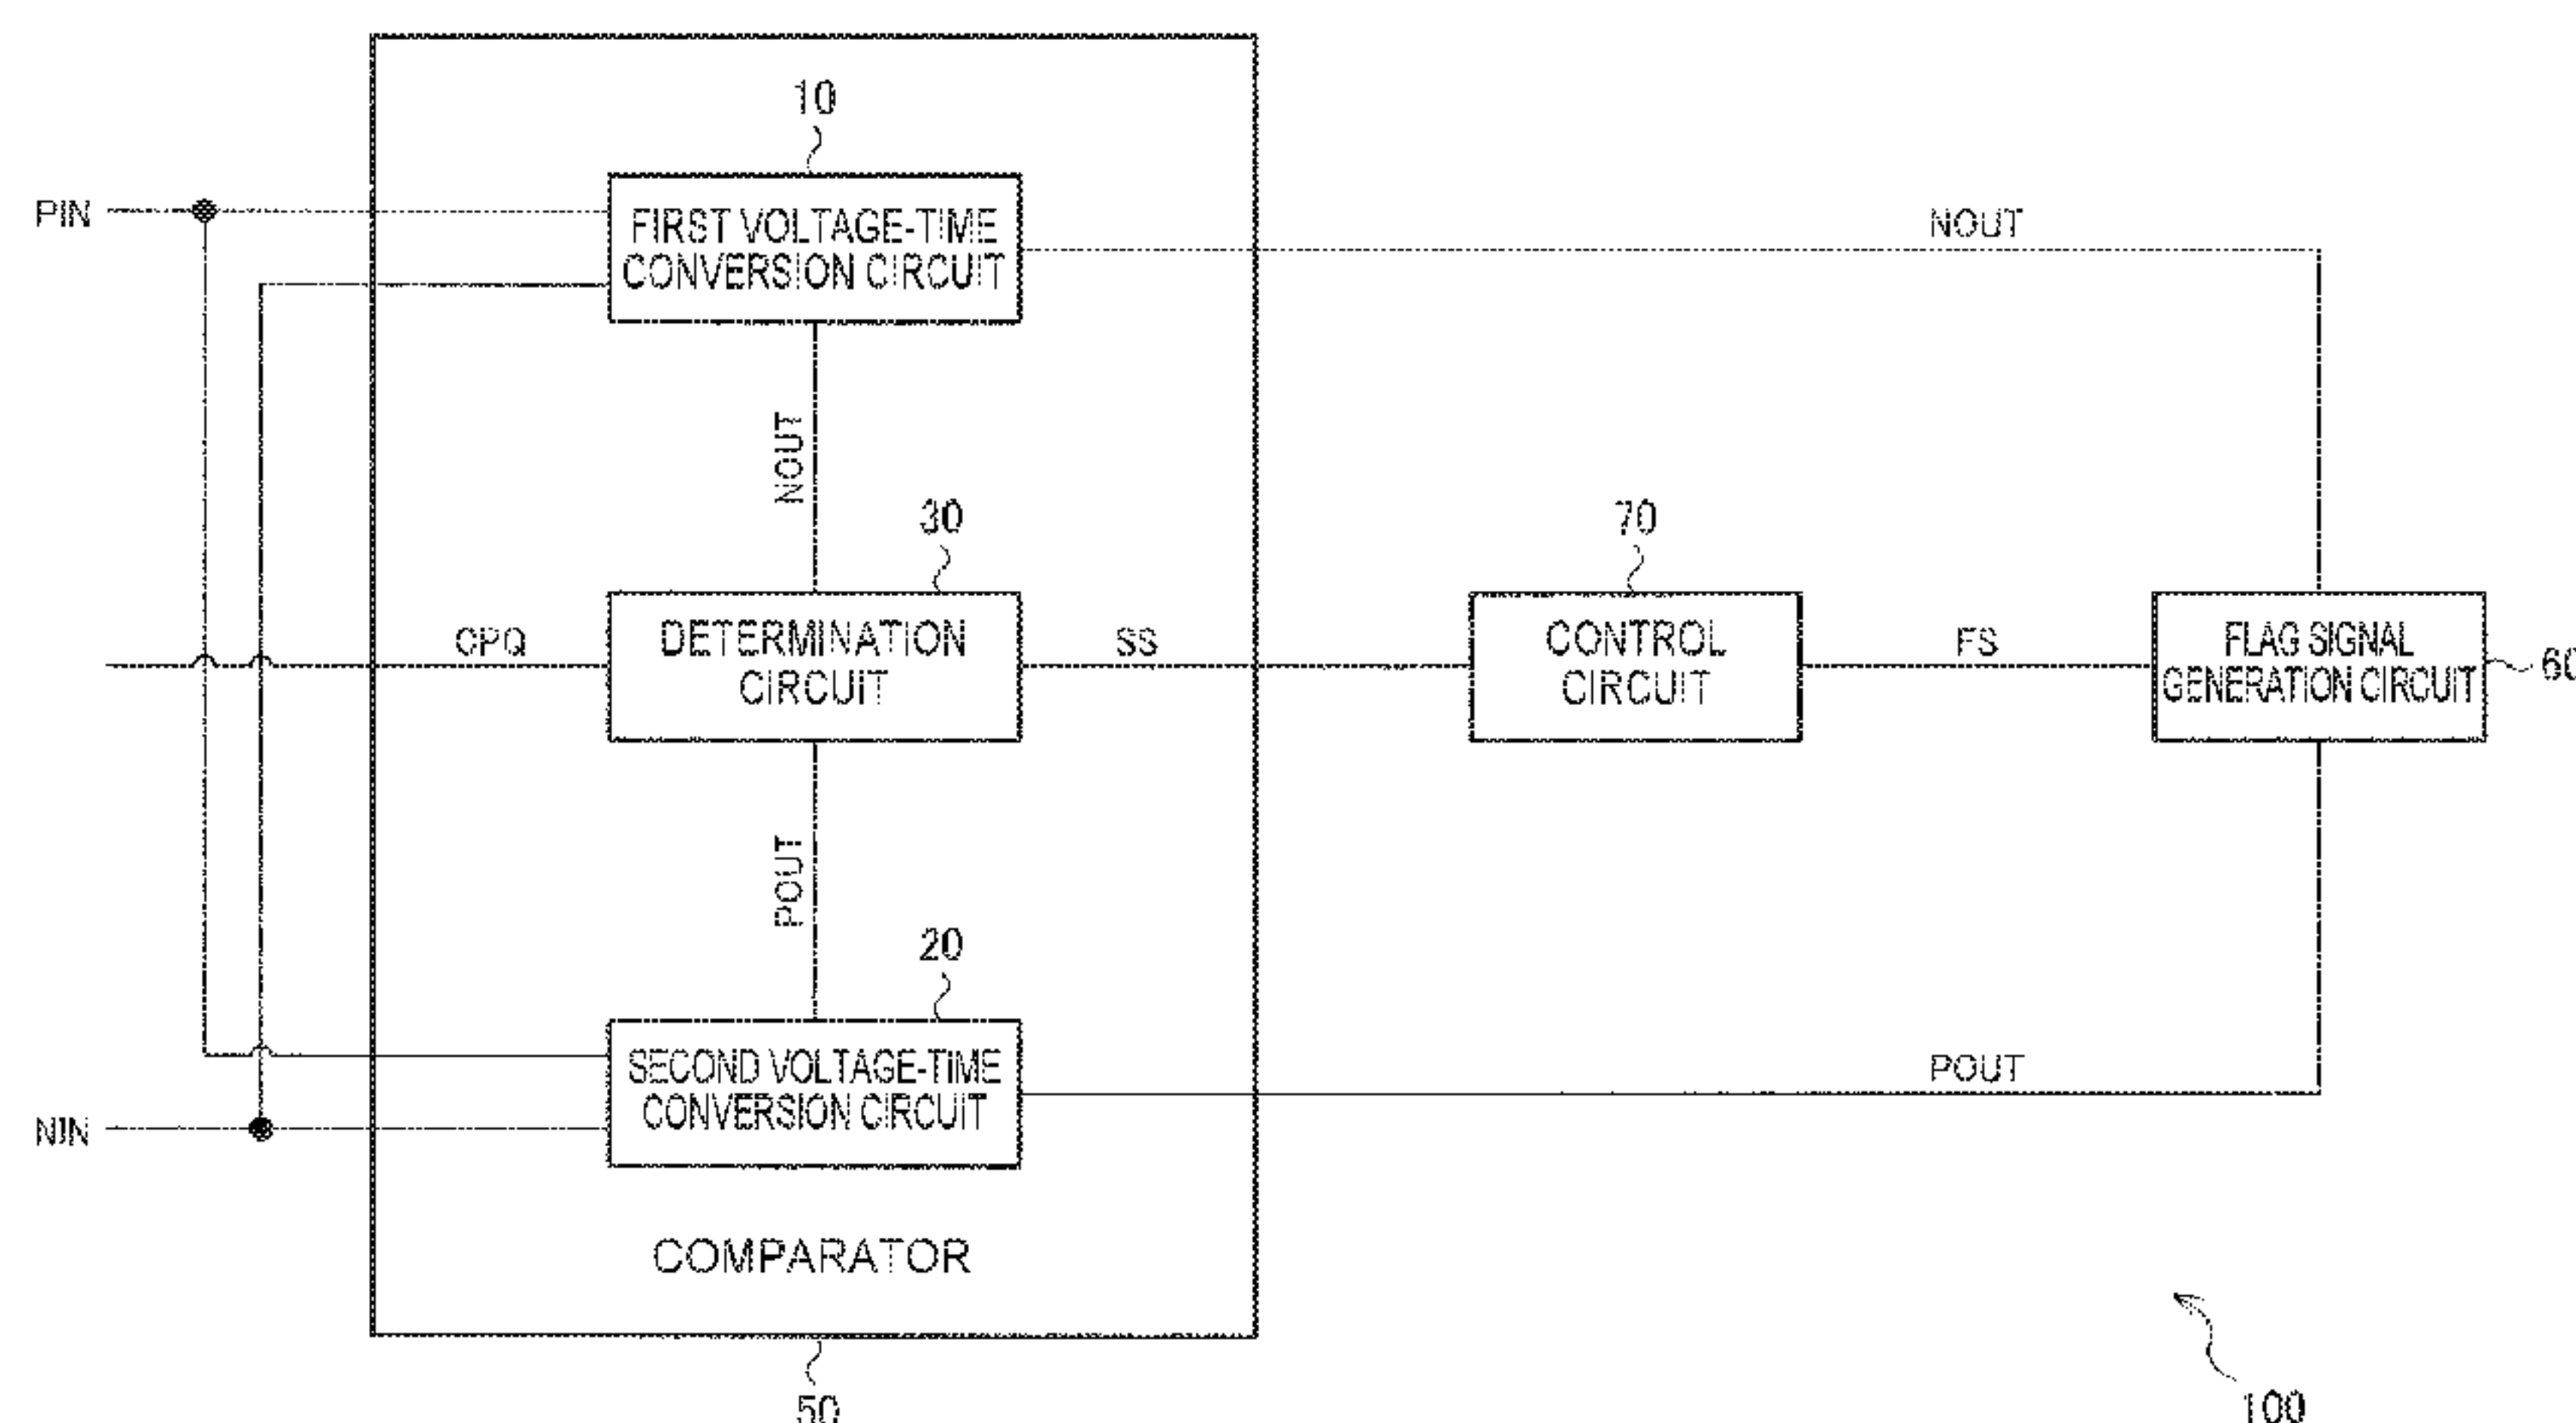 10
PIN
FIRST VOLTAGE-TIME
CONVERSION CIRCUIT
NOUT
NOUT
30
70
CPQ
DETERMINATION
CIRCUIT
SS
CONTROL
CIRCUIT
FS
FLAG SIGNAL
GENERATION CIRCUIT
60
POUT
20
SECOND VOLTAGE-TIME
CONVERSION CIRCUIT
POUT
NIN
COMPARATOR
50
100